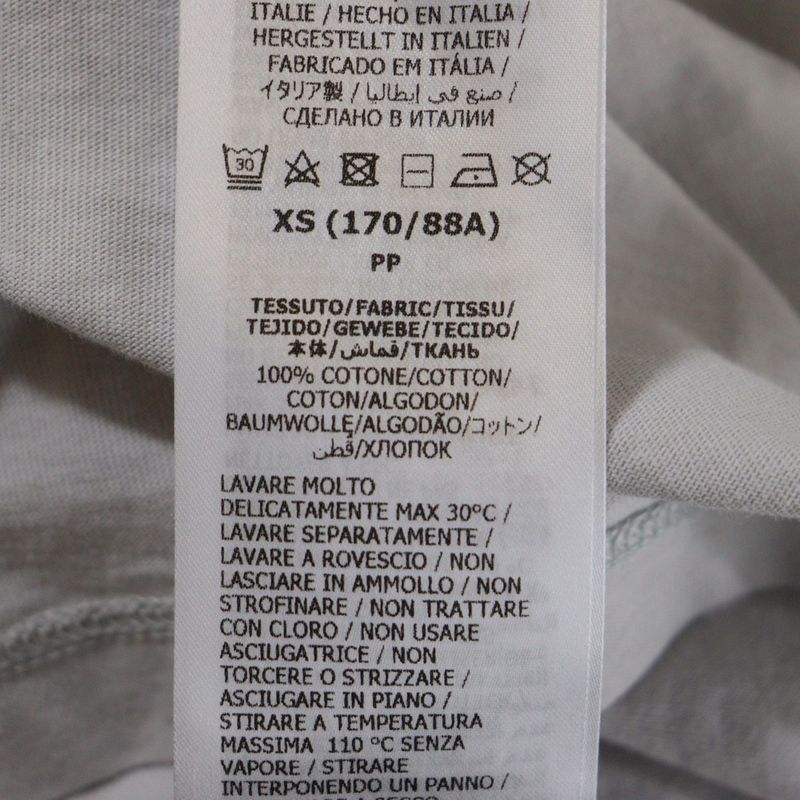 ITALIE / HECHO EN ITALIA /
HERGESTELLT IN ITALIEN /
FABRICADO EM ITÁLIA /
イタリア製 / صنع في إيطاليا /
СДЕЛАНО В ИТАЛИИ
30
XS (170/88A)
PP
TESSUTO/FABRIC/TISSU/
TEJIDO/GEWEBE/TECIDO/
本体/قماش/ТКАНЬ
100% COTONE/COTTON/
COTON/ALGODON/
BAUMWOLLE/ALGODÃO/コットン/
قطن/ХЛОПОК
LAVARE MOLTO
DELICATAMENTE MAX 30°C /
LAVARE SEPARATAMENTE /
LAVARE A ROVESCIO / NON
LASCIARE IN AMMOLLO / NON
STROFINARE / NON TRATTARE
CON CLORO / NON USARE
ASCIUGATRICE / NON
TORCERE O STRIZZARE /
ASCIUGARE IN PIANO /
STIRARE A TEMPERATURA
MASSIMA 110 °C SENZA
VAPORE / STIRARE
INTERPONENDO UN PANNO /